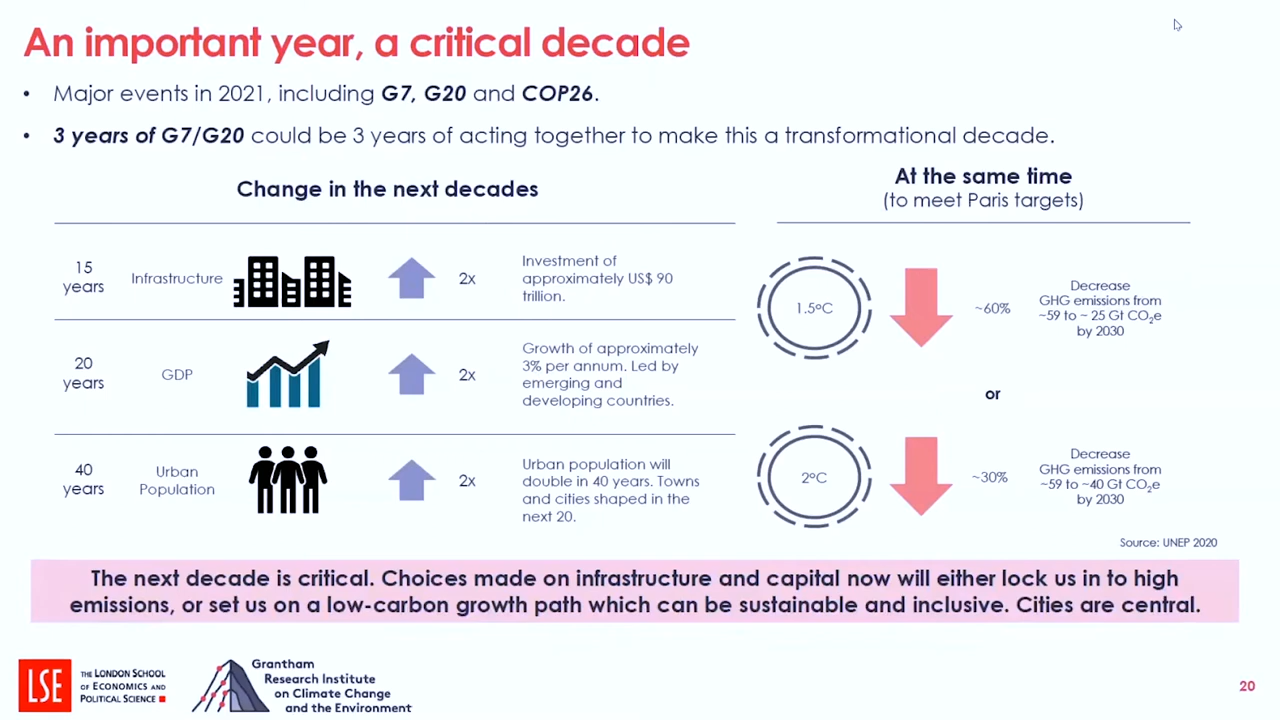 An important year, a critical decade
• Major events in 2021, including G7, G20 and COP26.
• 3 years of G7/G20 could be 3 years of acting together to make this a transformational decade.
Change in the next decades
15
years
Infrastructure
2x
Investment of
approximately US$ 90
trillion.
20
years
GDP
2x
Growth of approximately
3% per annum. Led by
emerging and
developing countries.
40
years
Urban
Population
2x
Urban population will
double in 40 years. Towns
and cities shaped in the
next 20.
At the same time
(to meet Paris targets)
1.5°C
~60%
Decrease
GHG emissions from
~59 to ~ 25 Gt CO₂e
by 2030
or
2°C
~30%
Decrease
GHG emissions from
~59 to ~40 Gt CO₂e
by 2030
Source: UNEP 2020
The next decade is critical. Choices made on infrastructure and capital now will either lock us in to high
emissions, or set us on a low-carbon growth path which can be sustainable and inclusive. Cities are central.
LSE
THE LONDON SCHOOL
OF ECONOMICS AND
POLITICAL SCIENCE
Grantham
Research Institute
on Climate Change
and the Environment
20